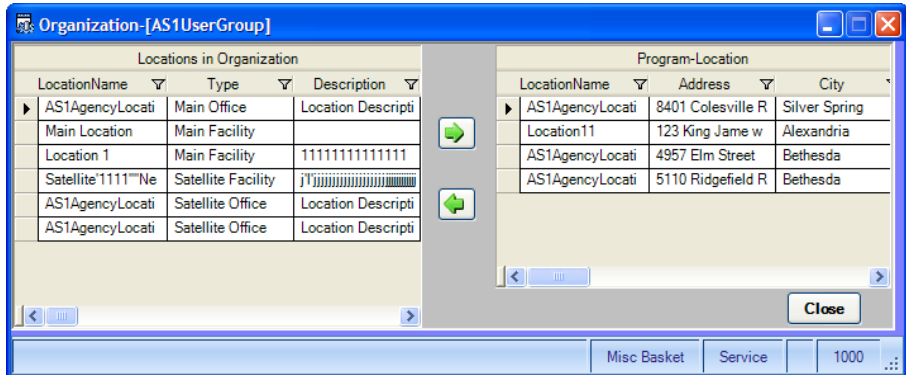 Organization-[AS1UserGroup]
Locations in Organization
LocationName Type Description
AS1AgencyLocati Main Office Location Descripti
Main Location Main Facility
Location 1 Main Facility 11111111111111
Satellite'1111""Ne Satellite Facility
AS1AgencyLocati Satellite Office Location Descripti
AS1AgencyLocati Satellite Office Location Descripti
Program-Location
LocationName Address City
AS1AgencyLocati 8401 Colesville R Silver Spring
Location11 123 King Jame w Alexandria
AS1AgencyLocati 4957 Elm Street Bethesda
AS1AgencyLocati 5110 Ridgefield R Bethesda
Close
Misc Basket Service 1000